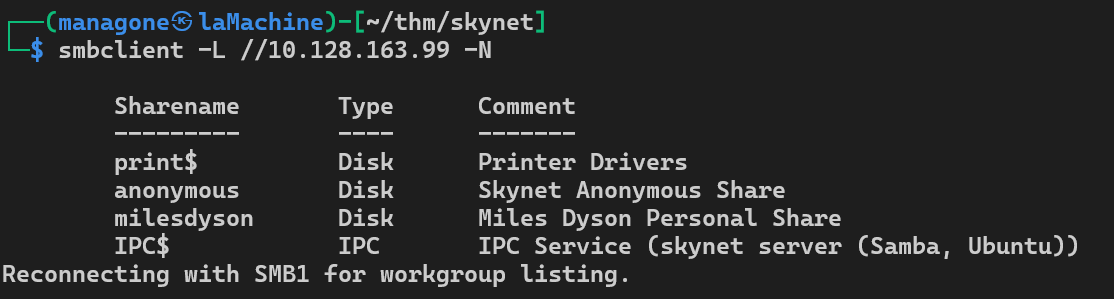 ┌──(managone㉿laMachine)-[~/thm/skynet]
└─$ smbclient -L //10.128.163.99 -N
Sharename       Type      Comment
---------       ----      -------
print$          Disk      Printer Drivers
anonymous       Disk      Skynet Anonymous Share
milesdyson      Disk      Miles Dyson Personal Share
IPC$            IPC       IPC Service (skynet server (Samba, Ubuntu))
Reconnecting with SMB1 for workgroup listing.